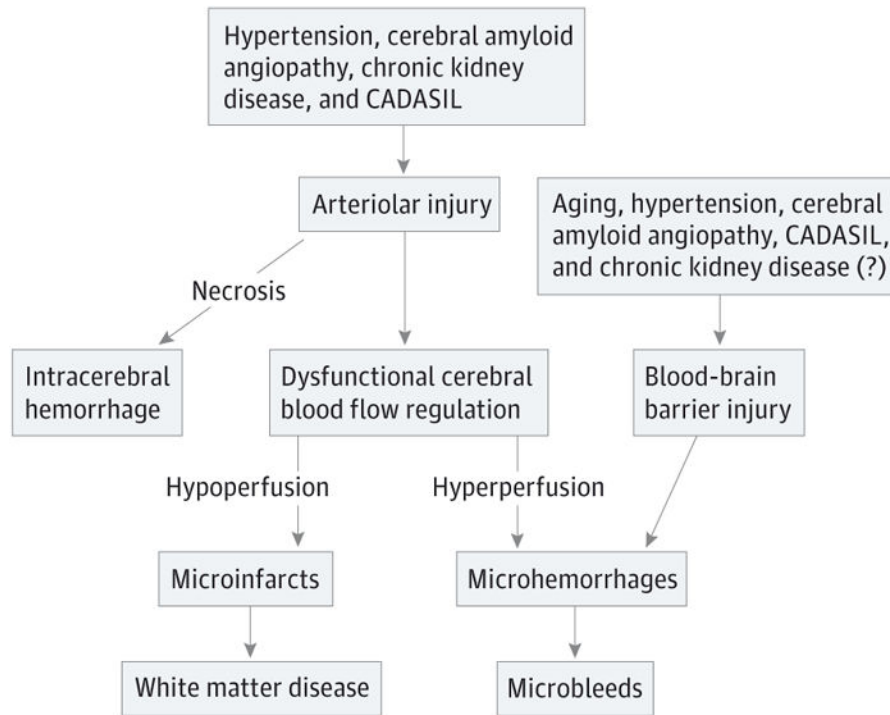 Hypertension, cerebral amyloid
angiopathy, chronic kidney
disease, and CADASIL
Arteriolar injury
Aging, hypertension, cerebral
amyloid angiopathy, CADASIL,
and chronic kidney disease (?)
Necrosis
Intracerebral
hemorrhage
Dysfunctional cerebral
blood flow regulation
Blood-brain
barrier injury
Hypoperfusion
Hyperperfusion
Microinfarcts
Microhemorrhages
White matter disease
Microbleeds